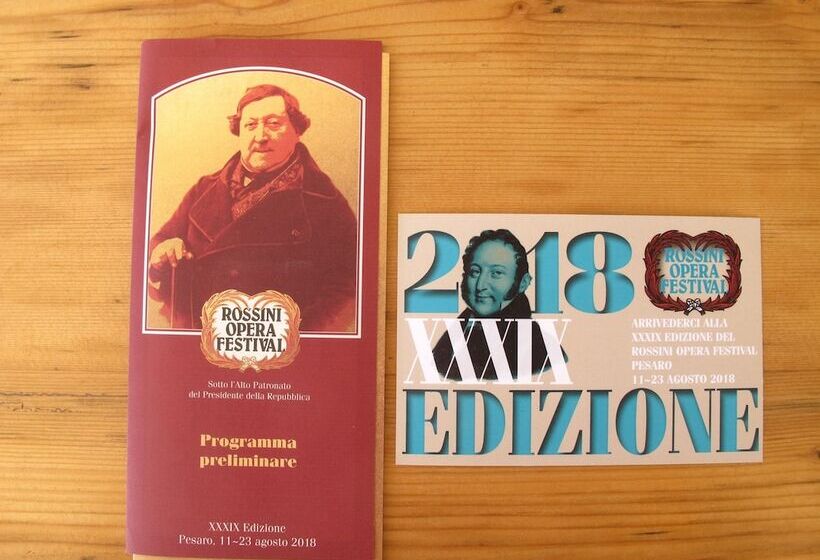 ROSSINI
OPERA
FESTIVAL
Sotto l'Alto Patronato
del Presidente della Repubblica
Programma
preliminare
XXXIX Edizione
Pesaro, 11~23 agosto 2018
2018
XXXIX
EDIZIONE
ROSSINI
OPERA
FESTIVAL
ARRIVEDERCI ALLA
XXXIX EDIZIONE DEL
ROSSINI OPERA FESTIVAL
PESARO
11~23 AGOSTO 2018